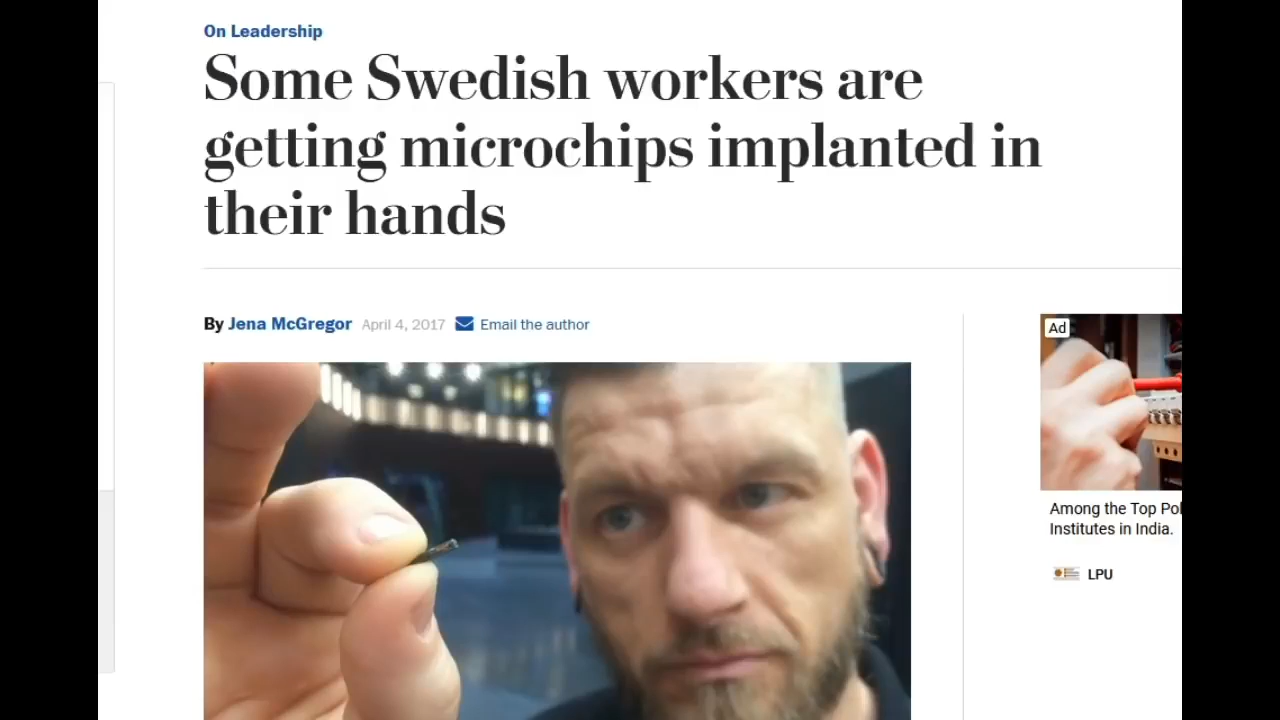 On Leadership
Some Swedish workers are
getting microchips implanted in
their hands
By Jena McGregor April 4, 2017 Email the author
Ad
Among the Top
Institutes in India.
LPU